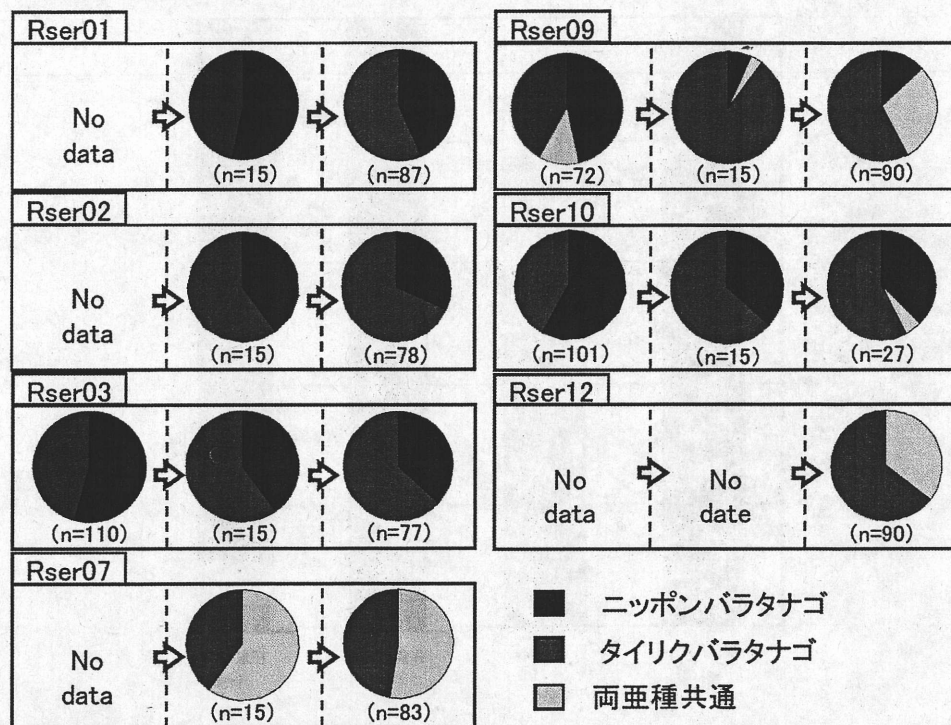 Rser01
No
data
(n=15)
(n=87)
Rser02
No
data
(n=15)
(n=78)
Rser03
(n=110)
(n=15)
(n=77)
Rser07
No
data
(n=15)
(n=83)
Rser09
(n=72)
(n=15)
(n=90)
Rser10
(n=101)
(n=15)
(n=27)
Rser12
No
data
No
date
(n=90)
ニッポンバラタナゴ
タイリクバラタナゴ
両亜種共通